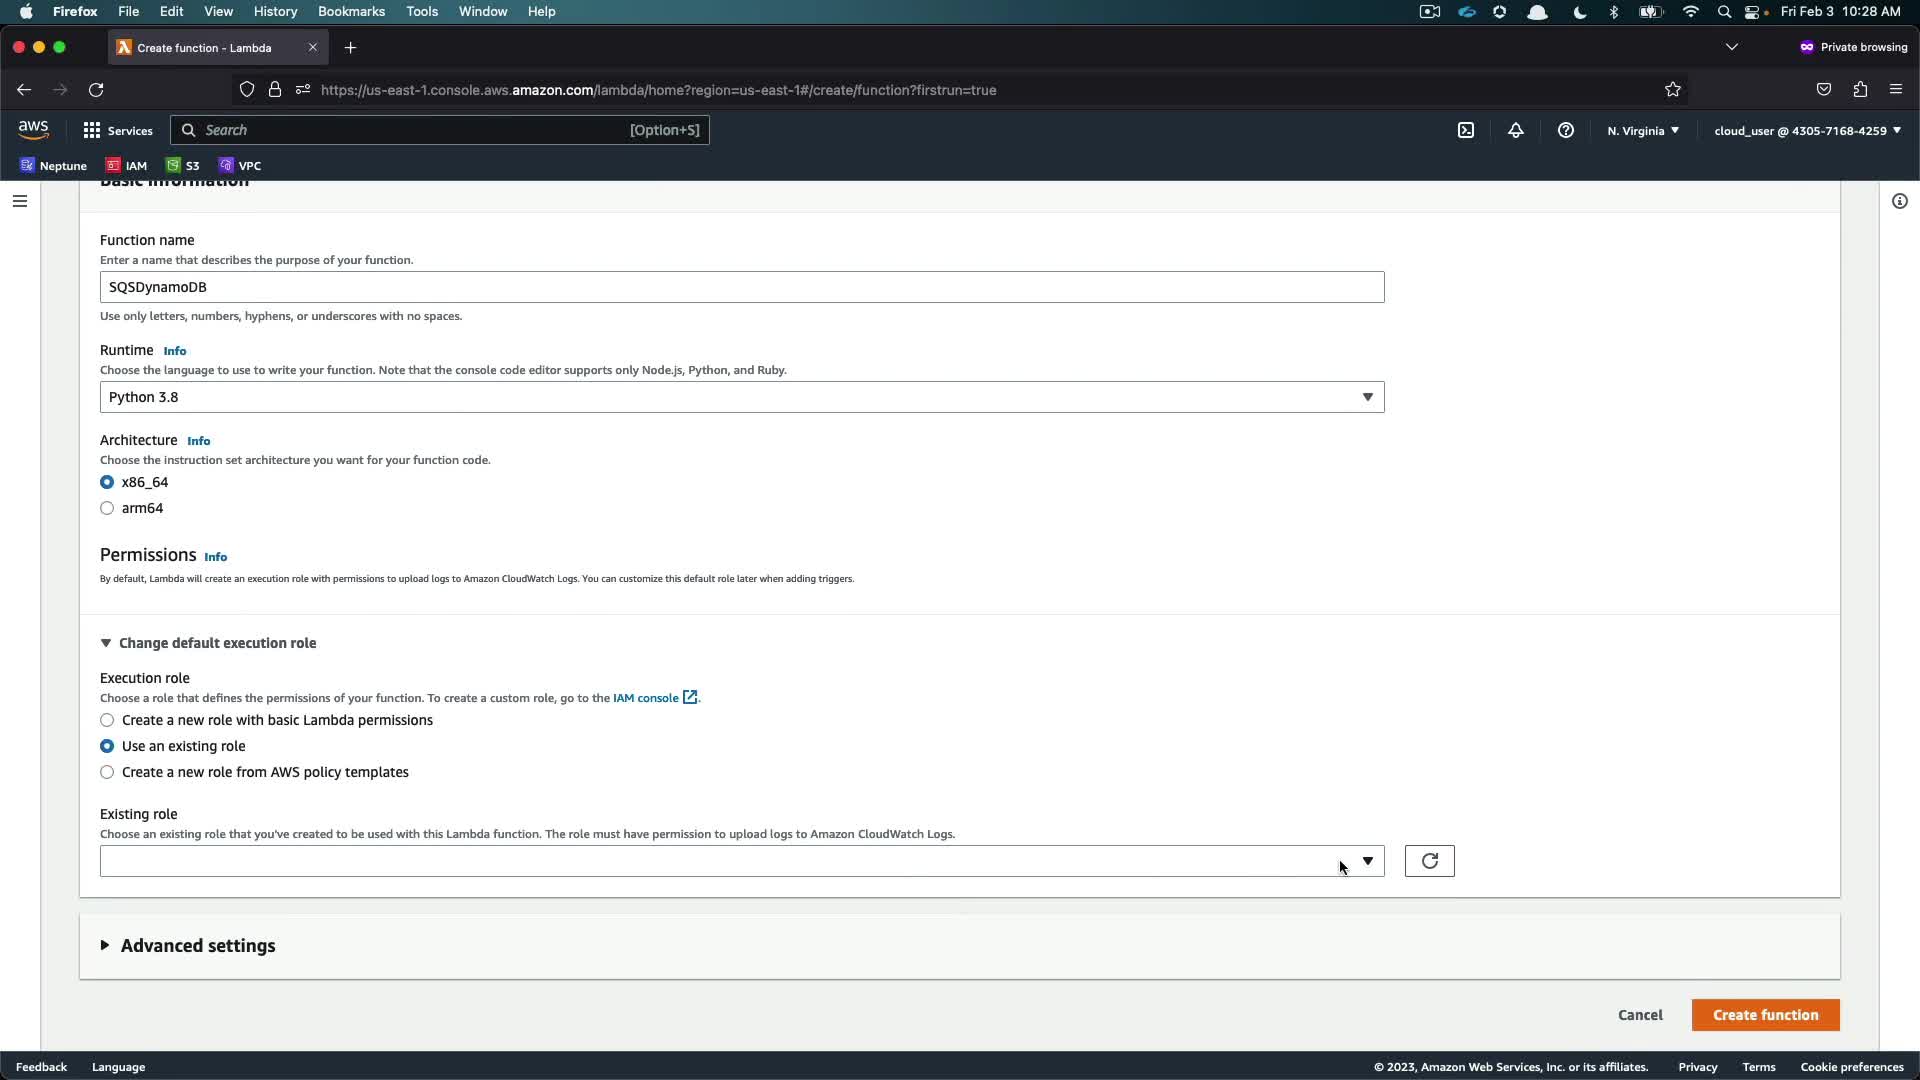 Firefox File Edit View History Bookmarks Tools Window Help Fri Feb 3 10:28 AM
Create function - Lambda Private browsing
https://us-east-1.console.aws.amazon.com/lambda/home?region=us-east-1#/create/function?firstrun=true
aws Services Search [Option+S] N. Virginia cloud_user @ 4305-7168-4259
Neptune IAM S3 VPC
Basic information
Function name
Enter a name that describes the purpose of your function.
SQSDynamoDB
Use only letters, numbers, hyphens, or underscores with no spaces.
Runtime Info
Choose the language to use to write your function. Note that the console code editor supports only Node.js, Python, and Ruby.
Python 3.8
Architecture Info
Choose the instruction set architecture you want for your function code.
x86_64
arm64
Permissions Info
By default, Lambda will create an execution role with permissions to upload logs to Amazon CloudWatch Logs. You can customize this default role later when adding triggers.
Change default execution role
Execution role
Choose a role that defines the permissions of your function. To create a custom role, go to the IAM console.
Create a new role with basic Lambda permissions
Use an existing role
Create a new role from AWS policy templates
Existing role
Choose an existing role that you've created to be used with this Lambda function. The role must have permission to upload logs to Amazon CloudWatch Logs.
Advanced settings
Cancel Create function
Feedback Language © 2023, Amazon Web Services, Inc. or its affiliates. Privacy Terms Cookie preferences